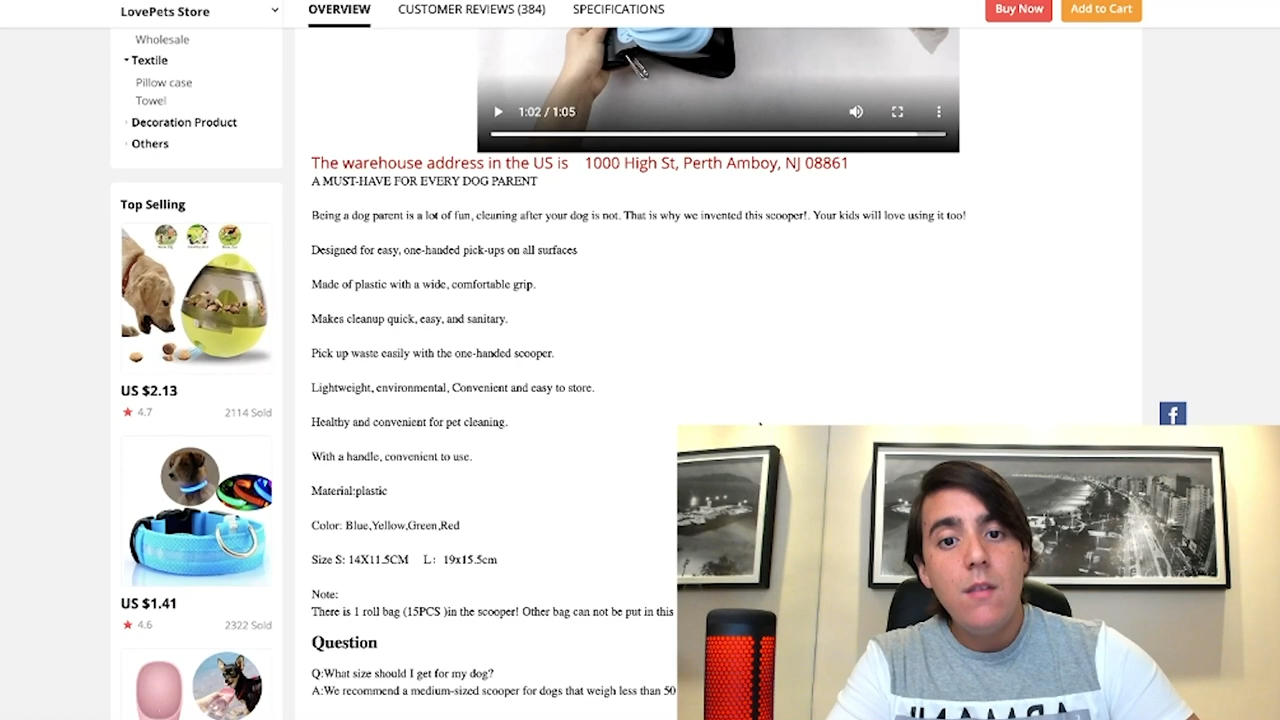 LovePets Store
OVERVIEW
CUSTOMER REVIEWS (384)
SPECIFICATIONS
Buy Now
Add to Cart
Wholesale
Textile
Pillow case
Towel
Decoration Product
Others
Top Selling
US $2.13
4.7
2114 Sold
US $1.41
4.6
2322 Sold
1:02 / 1:05
The warehouse address in the US is 1000 High St, Perth Amboy, NJ 08861
A MUST-HAVE FOR EVERY DOG PARENT
Being a dog parent is a lot of fun, cleaning after your dog is not. That is why we invented this scooper!. Your kids will love using it too!
Designed for easy, one-handed pick-ups on all surfaces
Made of plastic with a wide, comfortable grip.
Makes cleanup quick, easy, and sanitary.
Pick up waste easily with the one-handed scooper.
Lightweight, environmental, Convenient and easy to store.
Healthy and convenient for pet cleaning.
With a handle, convenient to use.
Material:plastic
Color: Blue,Yellow,Green,Red
Size S: 14X11.5CM L: 19x15.5cm
Note:
There is 1 roll bag (15PCS )in the scooper! Other bag can not be put in this
Question
Q:What size should I get for my dog?
A:We recommend a medium-sized scooper for dogs that weigh less than 50